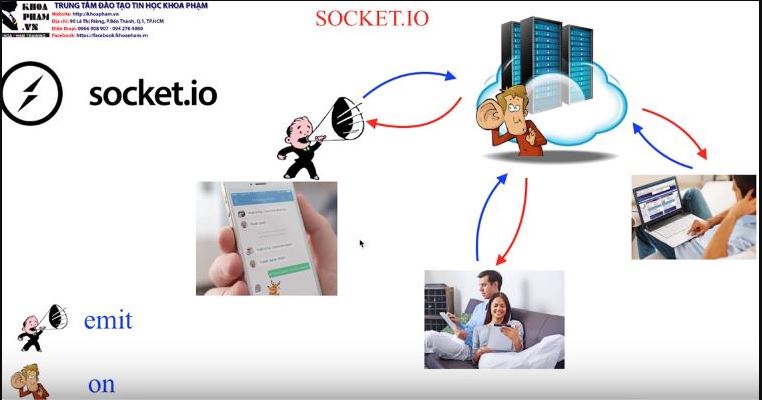 KHOA
PHAM
.VN
TRUNG TÂM ĐÀO TẠO TIN HỌC KHOA PHẠM
Website: http://khoapham.vn
Địa chỉ: 90 Lê Thị Riêng, P.Bến Thành, Q.1, TP.HCM
Điện thoại: 0966 908 907 - 094 276 4080
Facebook: https://facebook/khoapham.vn
SOCKET.IO
socket.io
emit
on